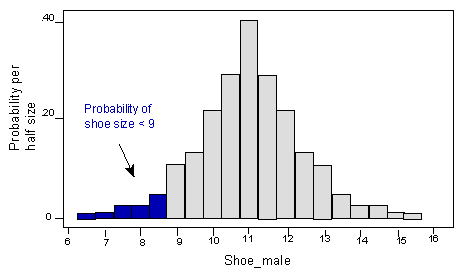 .40
.20
0
Probability per
half size
Probability of
shoe size < 9
6 7 8 9 10 11 12 13 14 15 16
Shoe_male